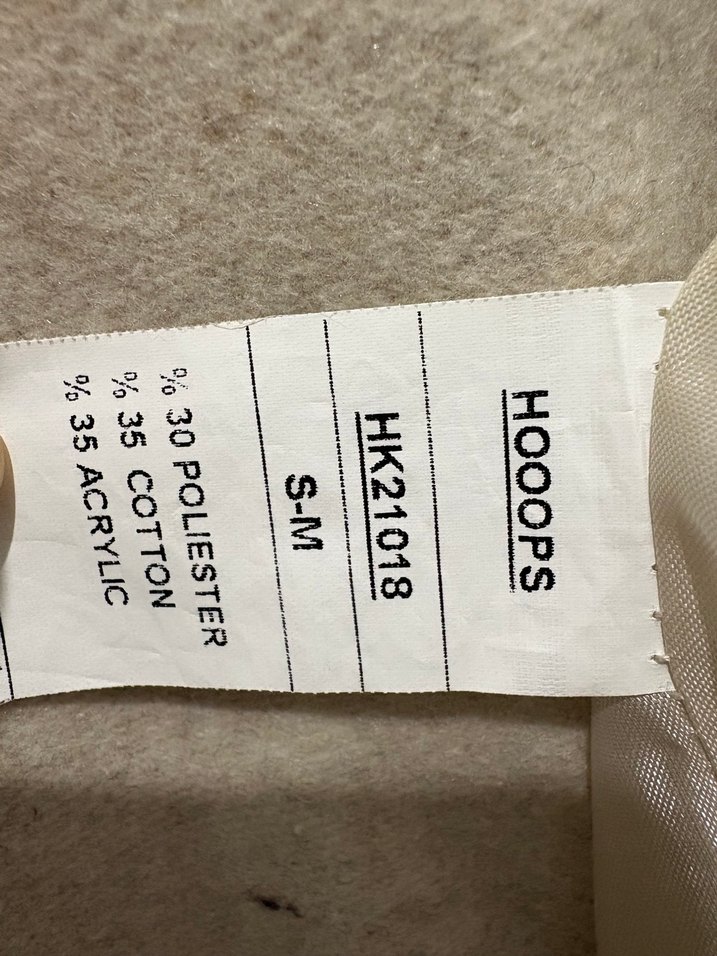 HOOOPS
HK21018
S-M
% 30 POLIESTER
% 35 COTTON
% 35 ACRYLIC